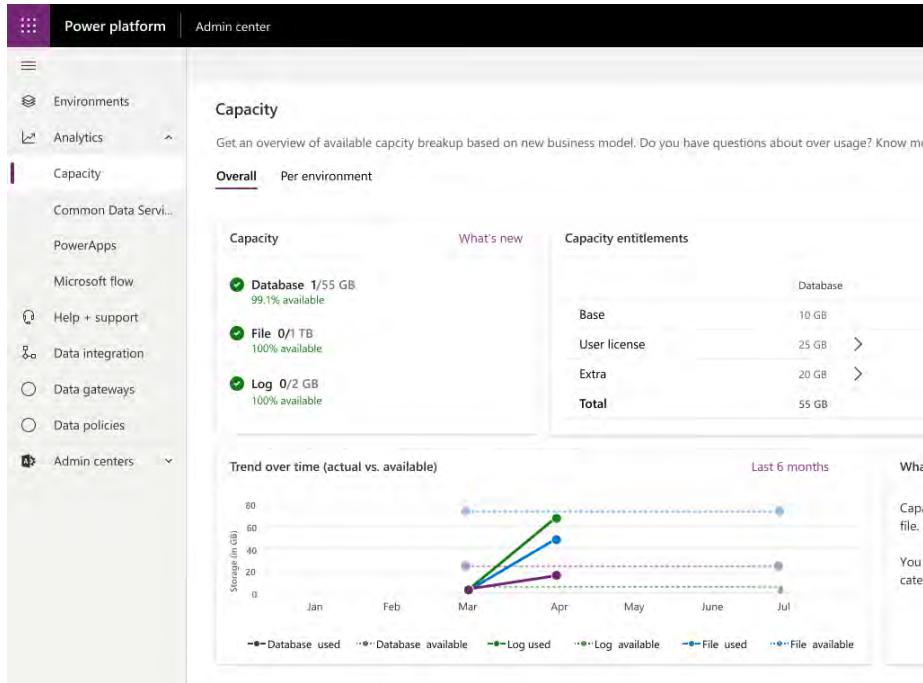 Power platform Admin center
Environments
Analytics
Capacity
Common Data Servi...
PowerApps
Microsoft flow
Help + support
Data integration
Data gateways
Data policies
Admin centers
Capacity
Get an overview of available capcity breakup based on new business model. Do you have questions about over usage? Know m
Overall Per environment
Capacity What's new
Database 1/55 GB
99.1% available
File 0/1 TB
100% available
Log 0/2 GB
100% available
Capacity entitlements
Database
Base 10 GB
User license 25 GB
Extra 20 GB
Total 55 GB
Trend over time (actual vs. available) Last 6 months
Storage (in GB)
80
60
40
20
0
Jan Feb Mar Apr May June Jul
Database used Database available Log used Log available File used File available
Wha
Capa
file.
You
cate